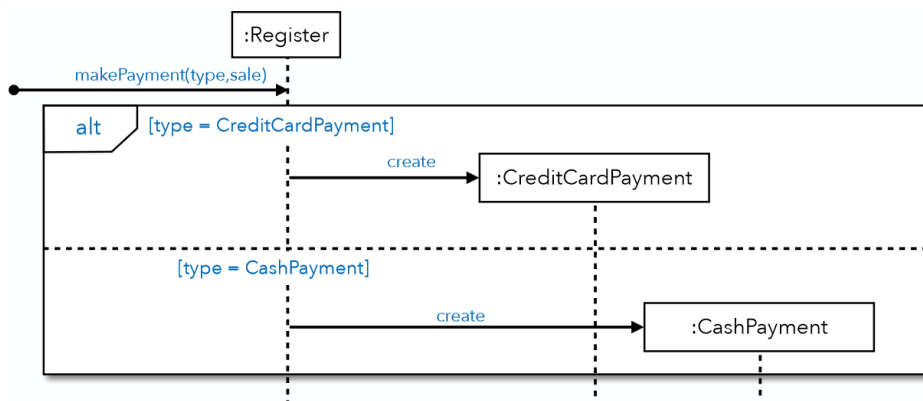 :Register
makePayment(type,sale)
alt
[type = CreditCardPayment]
create
:CreditCardPayment
[type = CashPayment]
create
:CashPayment